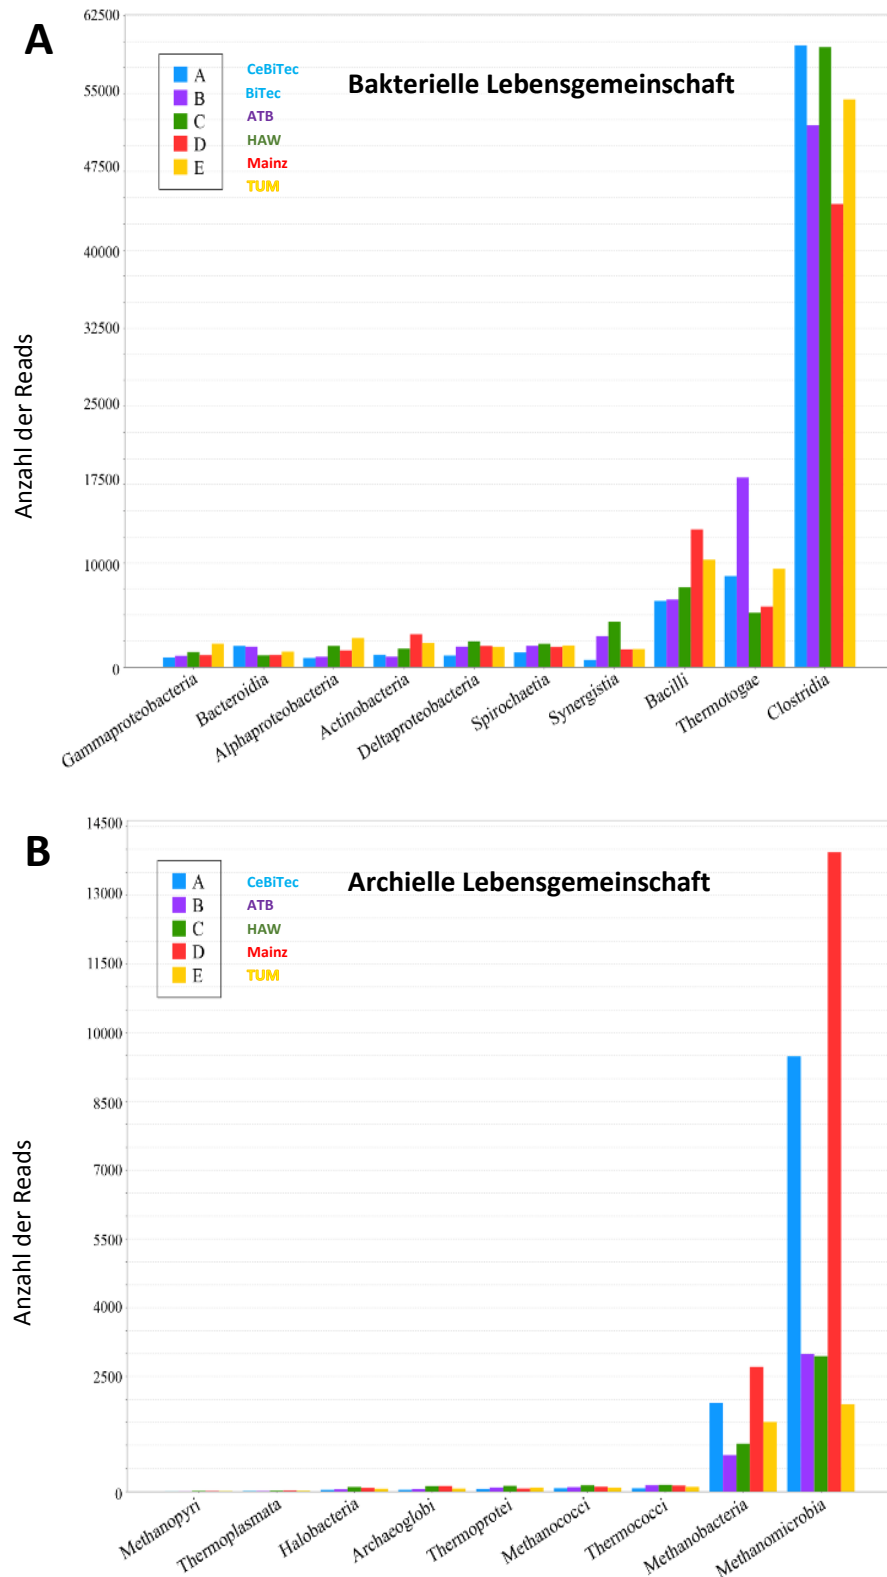 A
Bakterielle Lebensgemeinschaft
A CeBiTec
BiTec
B ATB
C HAW
D Mainz
E TUM
Anzahl der Reads
62500
55000
47500
40000
32500
25000
17500
10000
0
Gammaproteobacteria
Bacteroidia
Alphaproteobacteria
Actinobacteria
Deltaproteobacteria
Spirochaetia
Synergistia
Bacilli
Thermotogae
Clostridia
B
Archielle Lebensgemeinschaft
A CeBiTec
B ATB
C HAW
D Mainz
E TUM
Anzahl der Reads
14500
13000
11500
10000
8500
7000
5500
4000
2500
0
Methanopyri
Thermoplasmata
Halobacteria
Archaeoglobi
Thermoprotei
Methanococci
Thermococci
Methanobacteria
Methanomicrobia